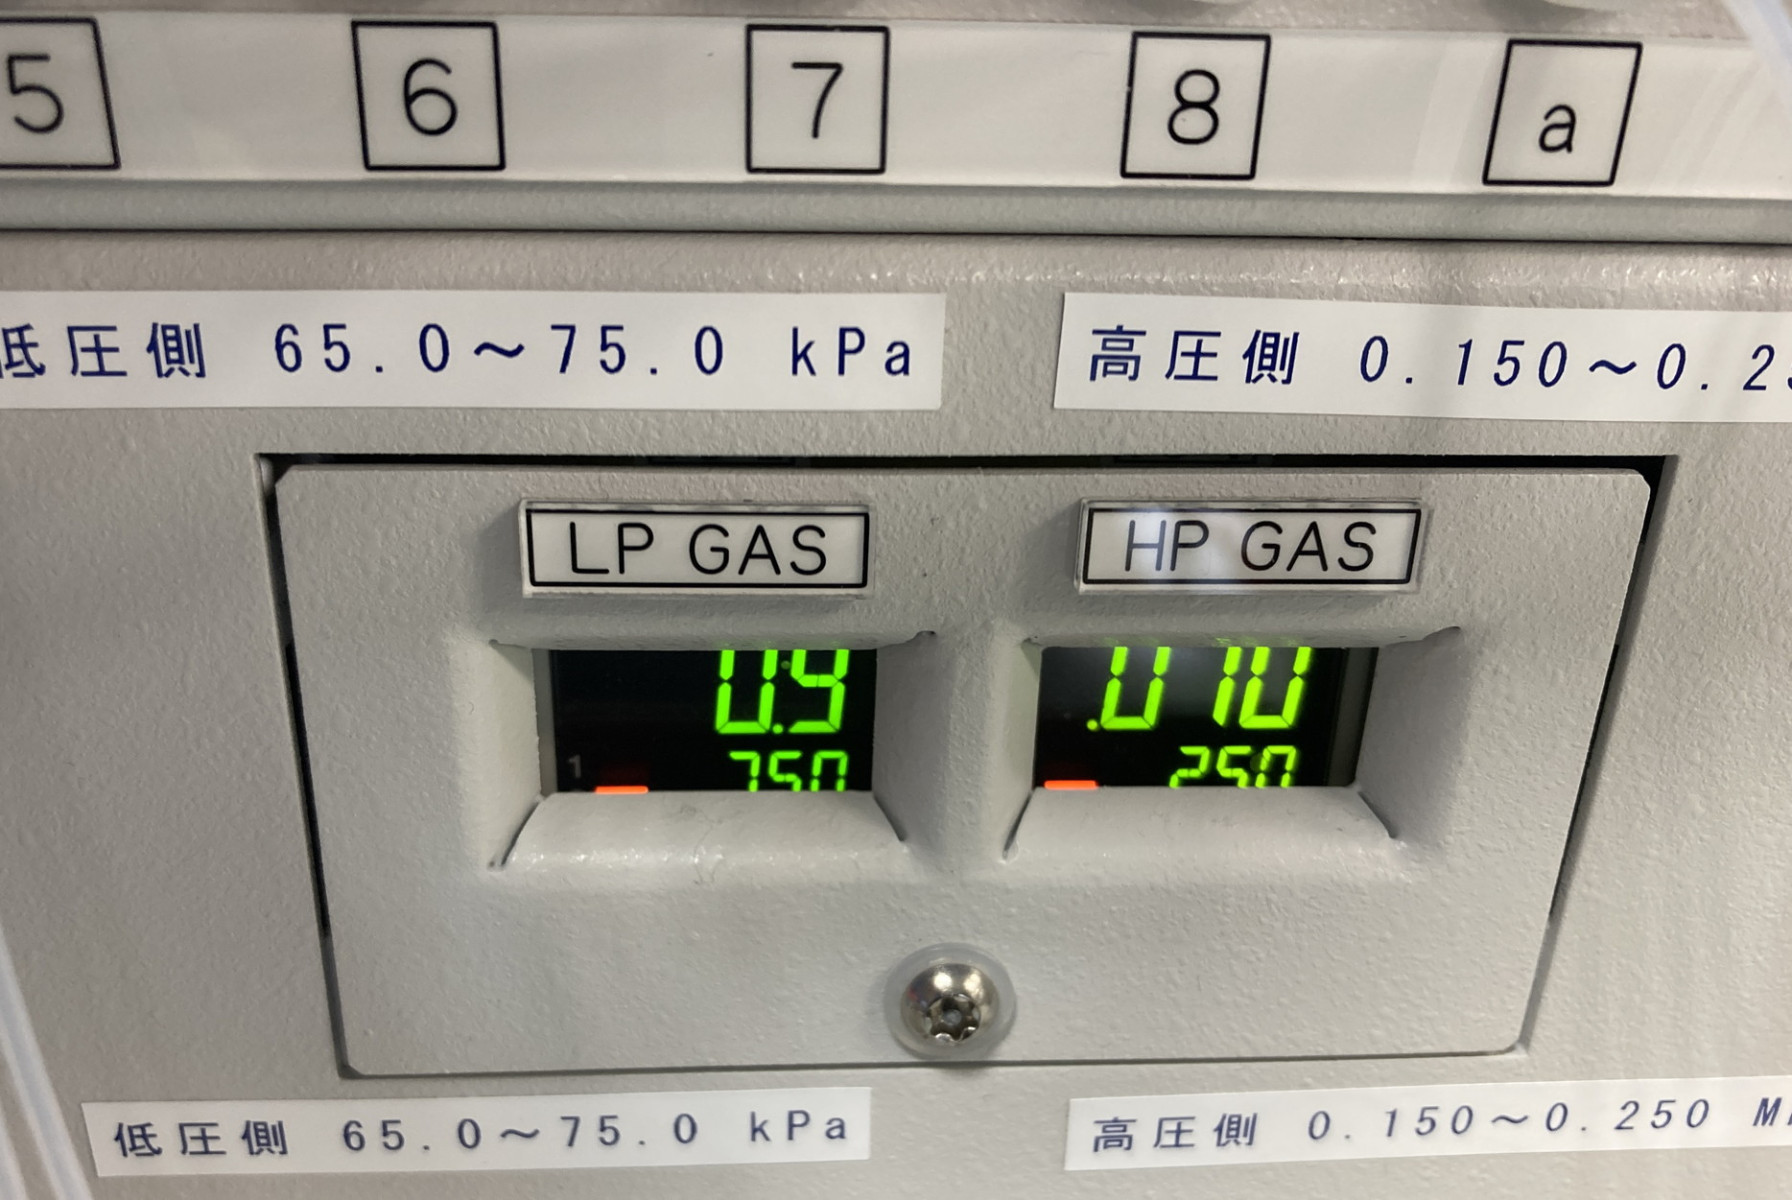 5 6 7 8 a
低圧側 65.0～75.0 kPa
高圧側 0.150～0.2
LP GAS
HP GAS
0.9
1 750
.010
250
低圧側 65.0～75.0 kPa
高圧側 0.150～0.250 M